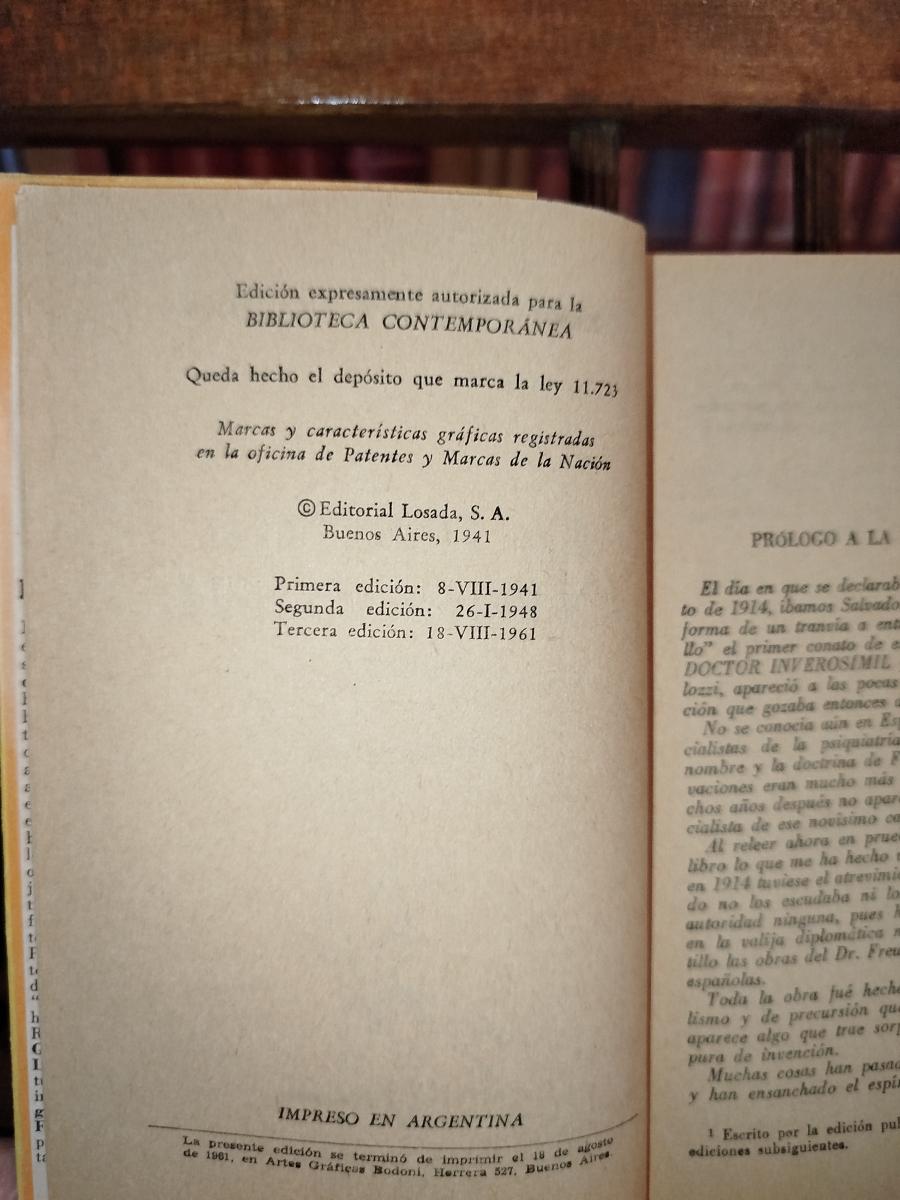 Edición expresamente autorizada para la
BIBLIOTECA CONTEMPORÁNEA
Queda hecho el depósito que marca la ley 11.723
Marcas y características gráficas registradas
en la oficina de Patentes y Marcas de la Nación
© Editorial Losada, S. A.
Buenos Aires, 1941
Primera edición: 8-VIII-1941
Segunda edición: 26-I-1948
Tercera edición: 18-VIII-1961
IMPRESO EN ARGENTINA
La presente edición se terminó de imprimir el 18 de agosto
de 1961, en Artes Gráficas Bodoni, Herrera 527, Buenos Aires.
PRÓLOGO A LA
El día en que se declarab
to de 1914, íbamos Salvado
forma de un tranvía a ent
llo" el primer conato de e
DOCTOR INVEROSIMIL
lozzi, apareció a las pocas
ción que gozaba entonces
No se conocía aún en Esp
cialistas de la psiquiatría
nombre y la doctrina de F
vaciones eran mucho más
chos años después no apar
cialista de ese novísimo ca
Al releer ahora en prue
libro lo que me ha hecho
en 1914 tuviese el atrevimi
do no los escudaba ni lo
autoridad ninguna, pues
en la valija diplomática
tillo las obras del Dr. Freu
españolas.
Toda la obra fué hech
lismo y de precursión qu
aparece algo que trae sor
pura de invención.
Muchas cosas han pasa
y han ensanchado el espí
1 Escrito por la edición pu
ediciones subsiguientes.